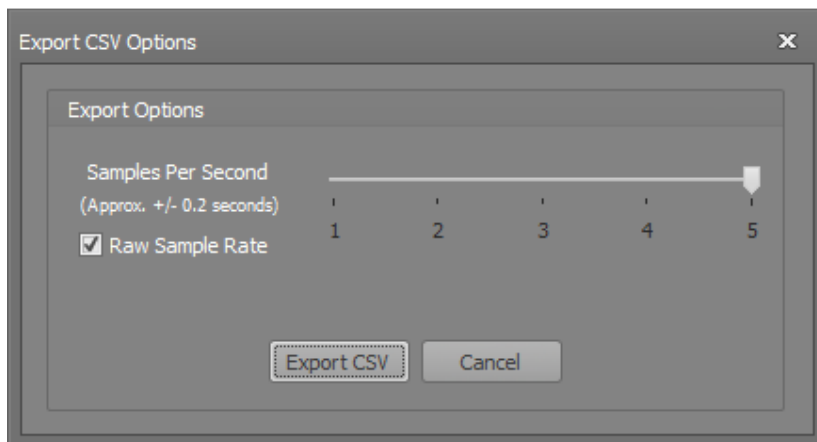 Export CSV Options
Export Options
Samples Per Second
(Approx. +/- 0.2 seconds)
1 2 3 4 5
Raw Sample Rate
Export CSV Cancel